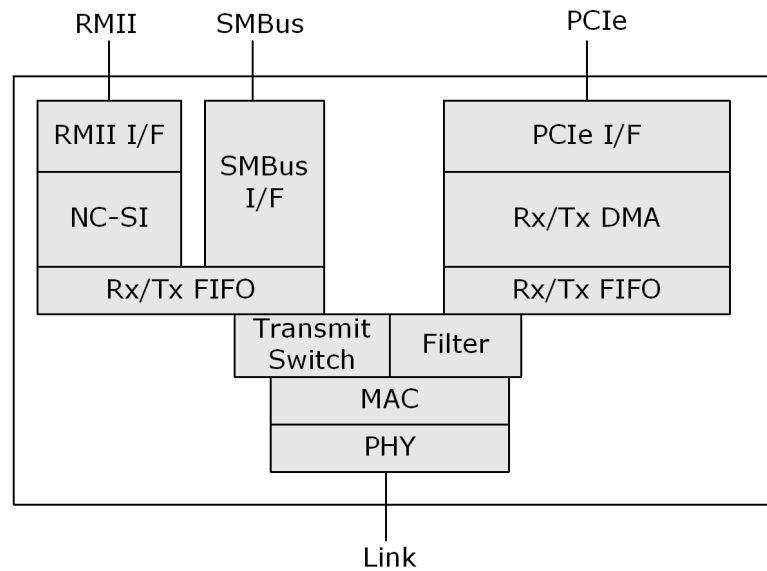 RMII
SMBus
PCIe
RMII I/F
SMBus
I/F
PCIe I/F
NC-SI
Rx/Tx DMA
Rx/Tx FIFO
Rx/Tx FIFO
Transmit
Switch
Filter
MAC
PHY
Link